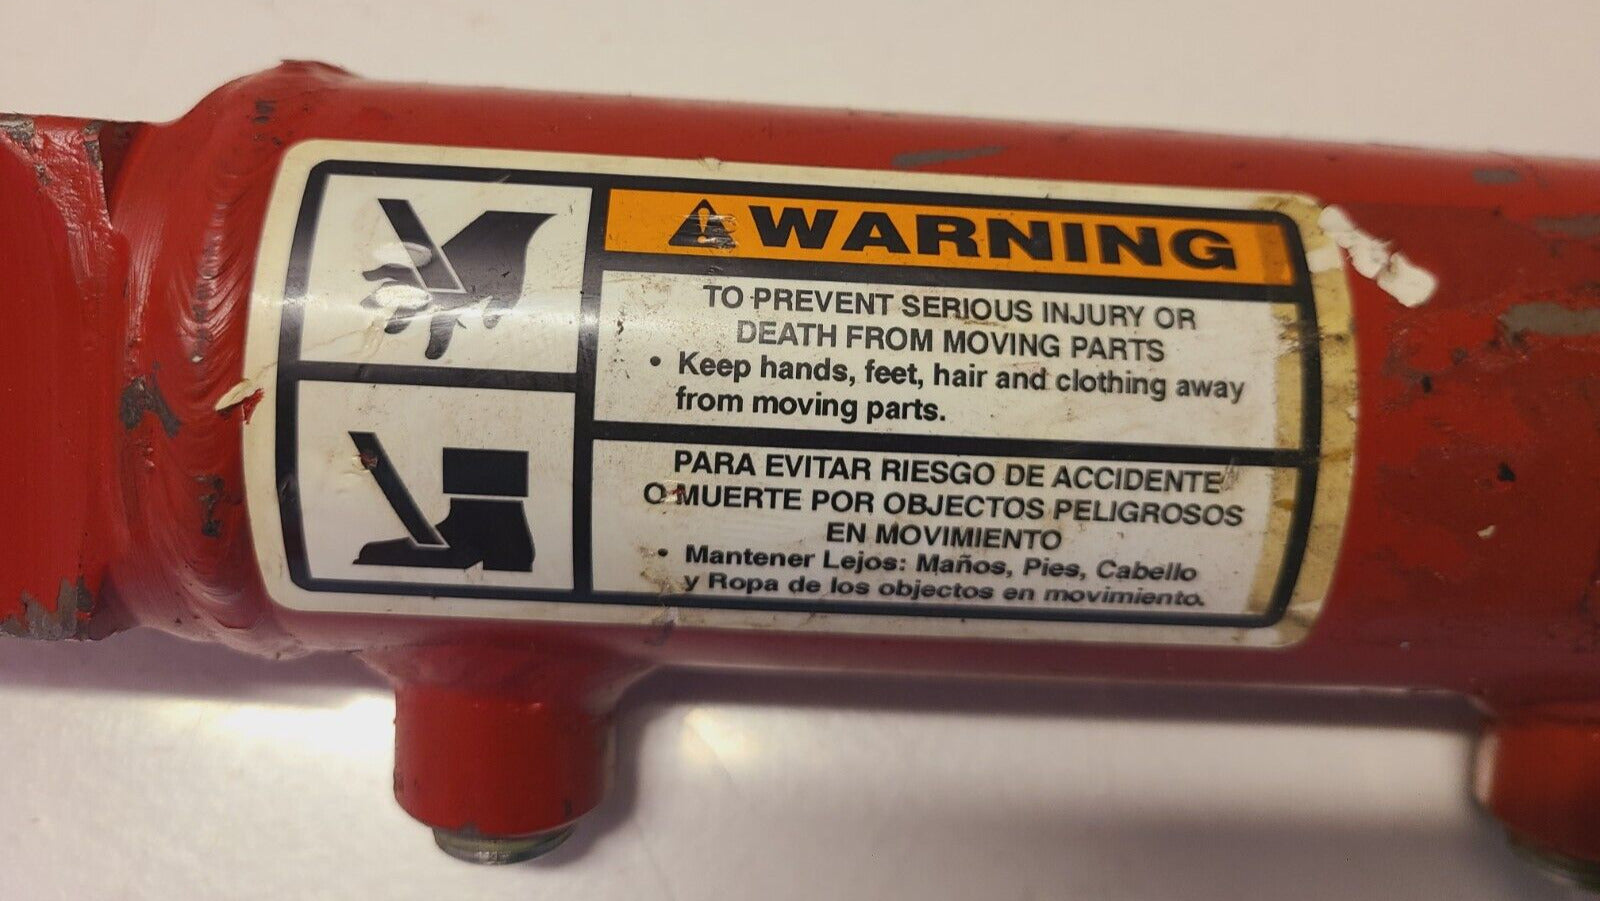 WARNING
TO PREVENT SERIOUS INJURY OR
DEATH FROM MOVING PARTS
• Keep hands, feet, hair and clothing away
from moving parts.
PARA EVITAR RIESGO DE ACCIDENTE
O MUERTE POR OBJECTOS PELIGROSOS
EN MOVIMIENTO
• Mantener Lejos: Maños, Pies, Cabello
y Ropa de los objectos en movimiento.